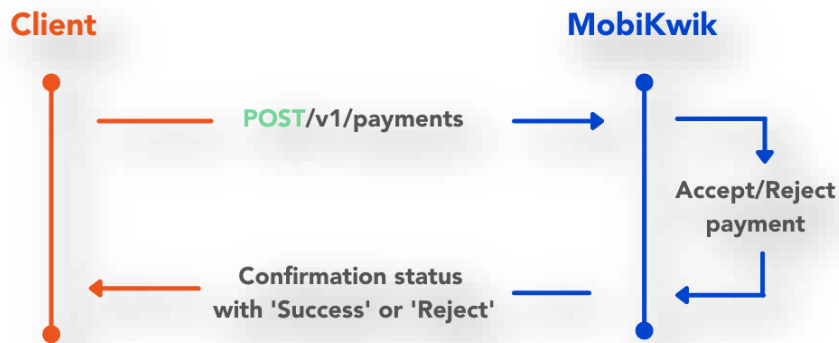 Client
MobiKwik
POST/v1/payments
Accept/Reject
payment
Confirmation status
with 'Success' or 'Reject'